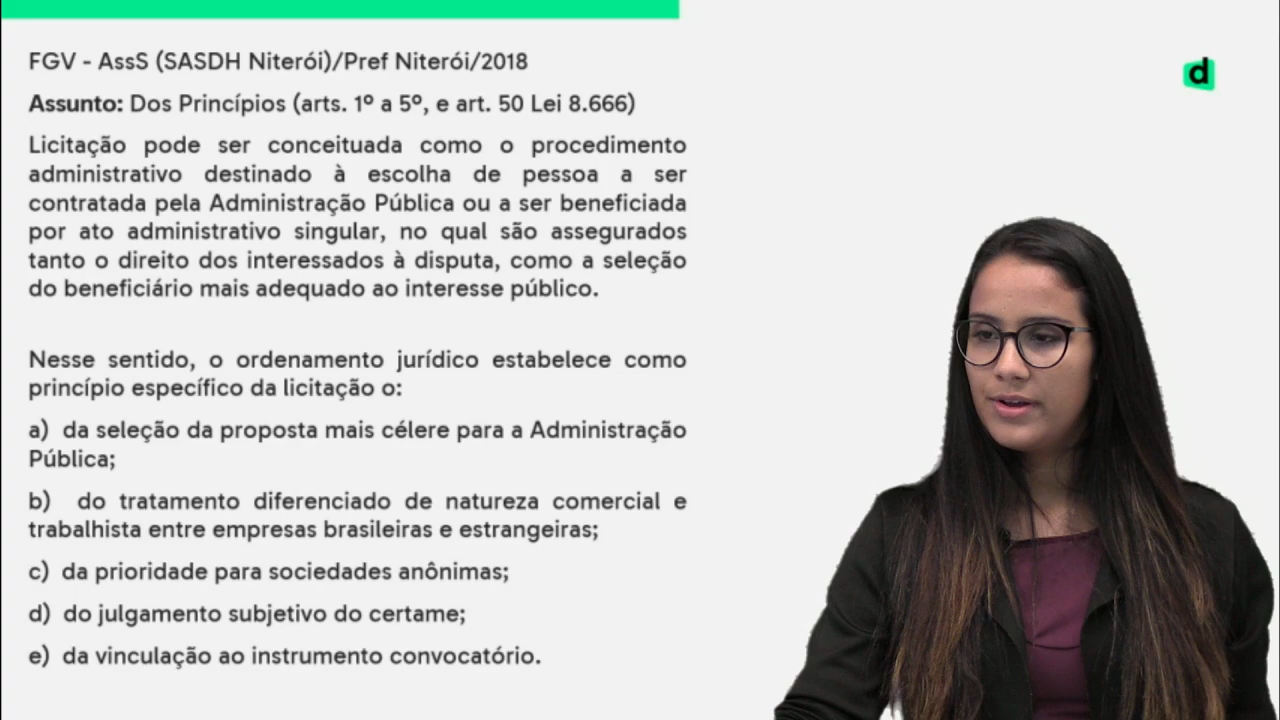 FGV - AssS (SASDH Niterói)/Pref Niterói/2018
d
Assunto: Dos Princípios (arts. 1º a 5º, e art. 50 Lei 8.666)
Licitação pode ser conceituada como o procedimento
administrativo destinado à escolha de pessoa a ser
contratada pela Administração Pública ou a ser beneficiada
por ato administrativo singular, no qual são assegurados
tanto o direito dos interessados à disputa, como a seleção
do beneficiário mais adequado ao interesse público.
Nesse sentido, o ordenamento jurídico estabelece como
princípio específico da licitação o:
a) da seleção da proposta mais célere para a Administração
Pública;
b) do tratamento diferenciado de natureza comercial e
trabalhista entre empresas brasileiras e estrangeiras;
c) da prioridade para sociedades anônimas;
d) do julgamento subjetivo do certame;
e) da vinculação ao instrumento convocatório.